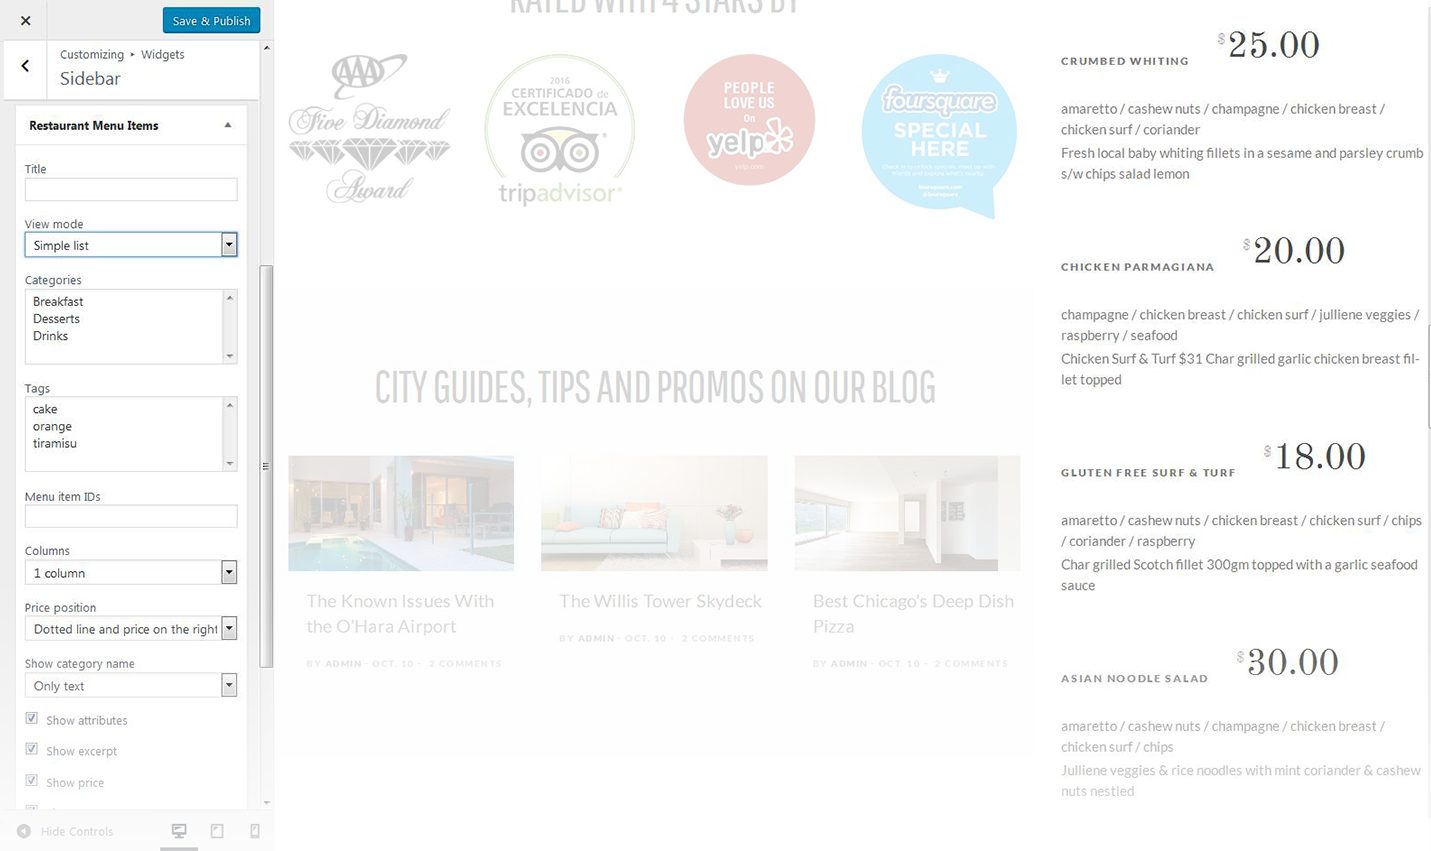 Save & Publish
Customizing ▸ Widgets
Sidebar
Restaurant Menu Items
Title
View mode
Simple list
Categories
Breakfast
Desserts
Drinks
Tags
cake
orange
tiramisu
Menu item IDs
Columns
1 column
Price position
Dotted line and price on the right
Show category name
Only text
Show attributes
Show excerpt
Show price
Hide Controls
RATED WITH 4 STARS BY
AAA
Five Diamond
Award
2016
CERTIFICADO de
EXCELENCIA
tripadvisor®
PEOPLE
LOVE US
On
yelp
yelp.com
foursquare
SPECIAL
HERE
foursquare.com
@foursquare
CITY GUIDES, TIPS AND PROMOS ON OUR BLOG
The Known Issues With
the O'Hara Airport
BY ADMIN · OCT. 10 · 2 COMMENTS
The Willis Tower Skydeck
BY ADMIN · OCT. 10 · 2 COMMENTS
Best Chicago's Deep Dish
Pizza
BY ADMIN · OCT. 10 · 2 COMMENTS
CRUMBED WHITING $25.00
amaretto / cashew nuts / champagne / chicken breast /
chicken surf / coriander
Fresh local baby whiting fillets in a sesame and parsley crumb
s/w chips salad lemon
CHICKEN PARMAGIANA $20.00
champagne / chicken breast / chicken surf / julliene veggies /
raspberry / seafood
Chicken Surf & Turf $31 Char grilled garlic chicken breast fil-
let topped
GLUTEN FREE SURF & TURF $18.00
amaretto / cashew nuts / chicken breast / chicken surf / chips
/ coriander / raspberry
Char grilled Scotch fillet 300gm topped with a garlic seafood
sauce
ASIAN NOODLE SALAD $30.00
amaretto / cashew nuts / champagne / chicken breast /
chicken surf / chips
Julliene veggies & rice noodles with mint coriander & cashew
nuts nestled